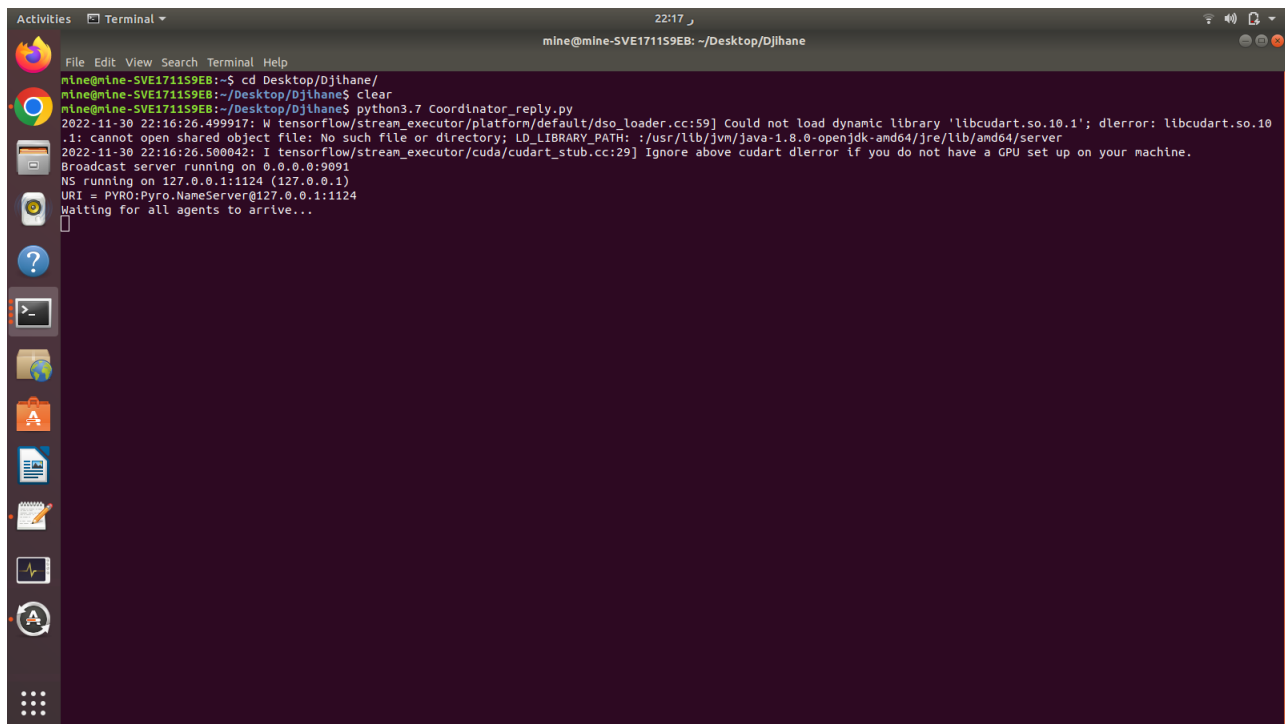 Activities Terminal 22:17 ر
mine@mine-SVE1711S9EB: ~/Desktop/Djihane
File Edit View Search Terminal Help
mine@mine-SVE1711S9EB:~$ cd Desktop/Djihane/
mine@mine-SVE1711S9EB:~/Desktop/Djihane$ clear
mine@mine-SVE1711S9EB:~/Desktop/Djihane$ python3.7 Coordinator_reply.py
2022-11-30 22:16:26.499917: W tensorflow/stream_executor/platform/default/dso_loader.cc:59] Could not load dynamic library 'libcudart.so.10.1'; dlerror: libcudart.so.10
.1: cannot open shared object file: No such file or directory; LD_LIBRARY_PATH: :/usr/lib/jvm/java-1.8.0-openjdk-amd64/jre/lib/amd64/server
2022-11-30 22:16:26.500042: I tensorflow/stream_executor/cuda/cudart_stub.cc:29] Ignore above cudart dlerror if you do not have a GPU set up on your machine.
Broadcast server running on 0.0.0.0:9091
NS running on 127.0.0.1:1124 (127.0.0.1)
URI = PYRO:Pyro.NameServer@127.0.0.1:1124
Waiting for all agents to arrive...